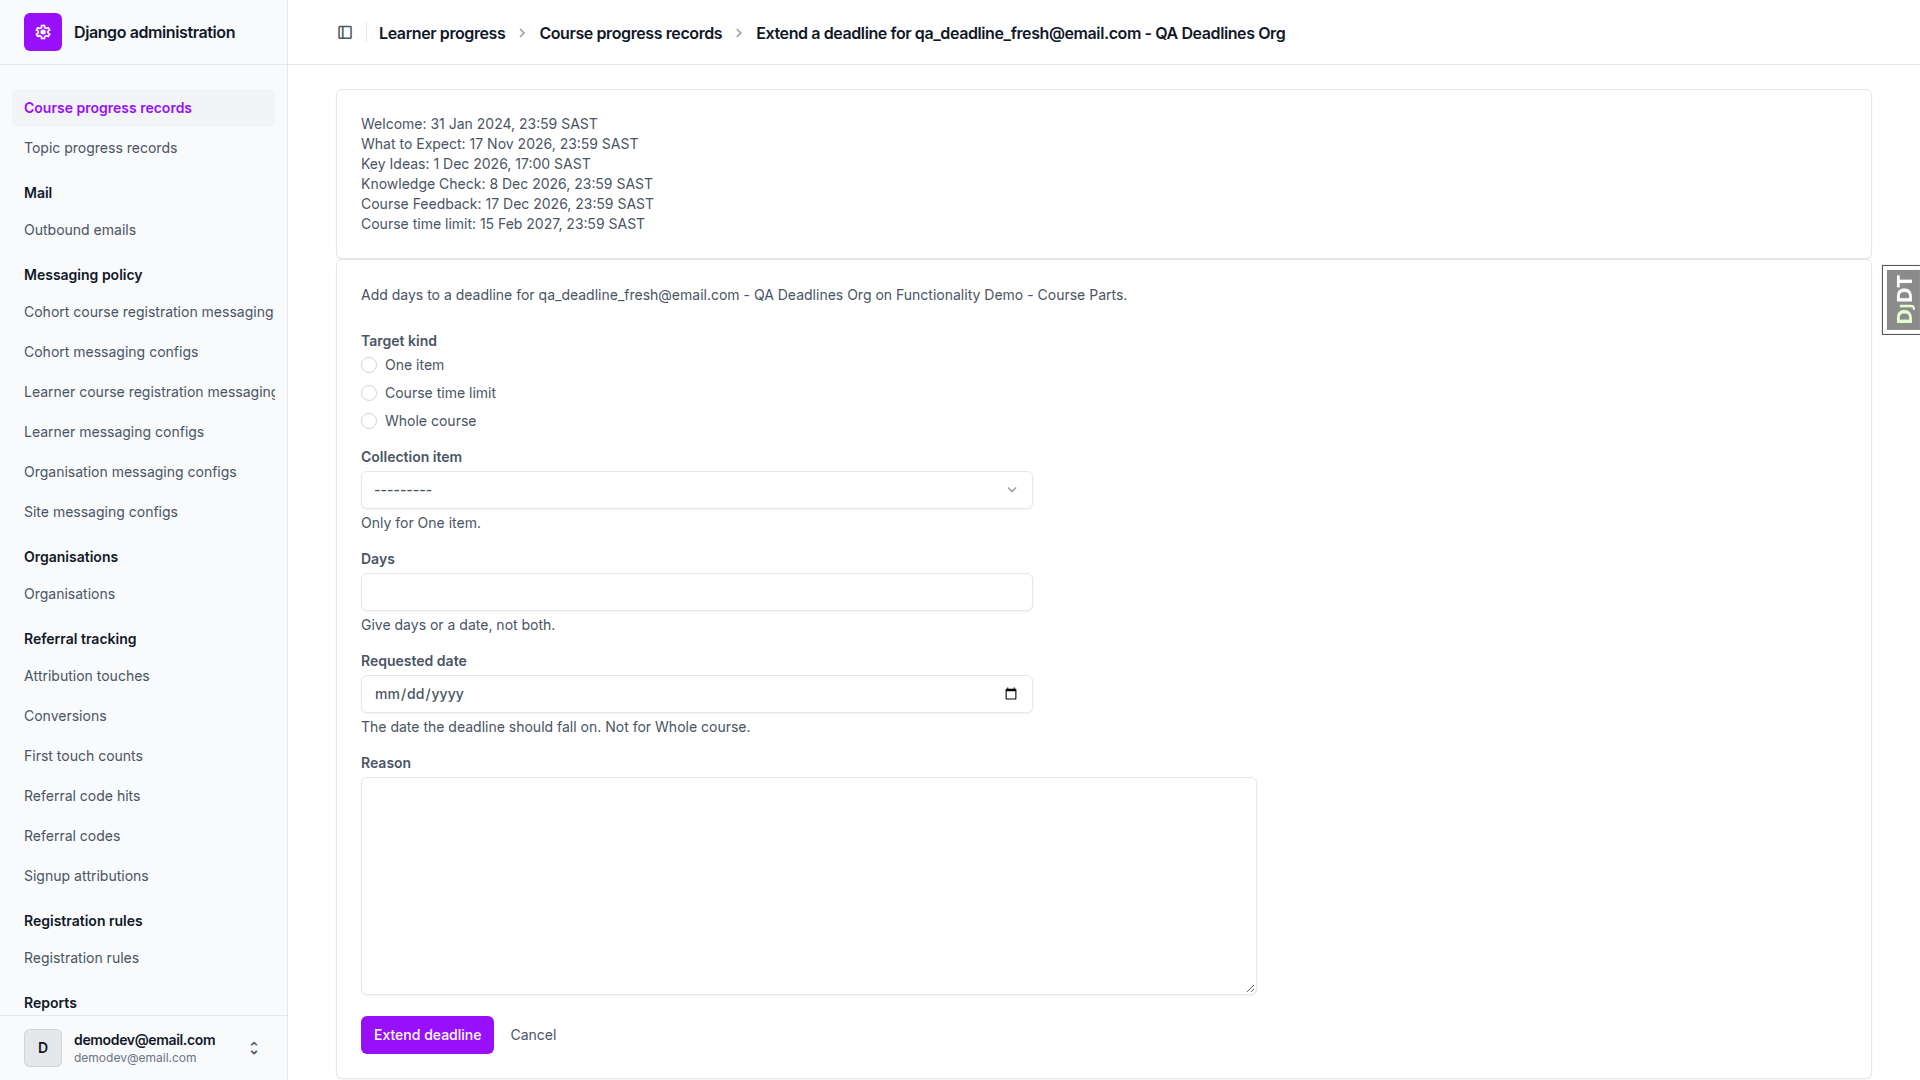 Django administration
Learner progress
Course progress records
Extend a deadline for qa_deadline_fresh@email.com - QA Deadlines Org
Course progress records
Topic progress records
Mail
Outbound emails
Messaging policy
Cohort course registration messaging
Cohort messaging configs
Learner course registration messaging
Learner messaging configs
Organisation messaging configs
Site messaging configs
Organisations
Organisations
Referral tracking
Attribution touches
Conversions
First touch counts
Referral code hits
Referral codes
Signup attributions
Registration rules
Registration rules
Reports
D
demodev@email.com
demodev@email.com
Welcome: 31 Jan 2024, 23:59 SAST
What to Expect: 17 Nov 2026, 23:59 SAST
Key Ideas: 1 Dec 2026, 17:00 SAST
Knowledge Check: 8 Dec 2026, 23:59 SAST
Course Feedback: 17 Dec 2026, 23:59 SAST
Course time limit: 15 Feb 2027, 23:59 SAST
Add days to a deadline for qa_deadline_fresh@email.com - QA Deadlines Org on Functionality Demo - Course Parts.
Target kind
One item
Course time limit
Whole course
Collection item
---------
Only for One item.
Days
Give days or a date, not both.
Requested date
mm/dd/yyyy
The date the deadline should fall on. Not for Whole course.
Reason
Extend deadline
Cancel
DJDT